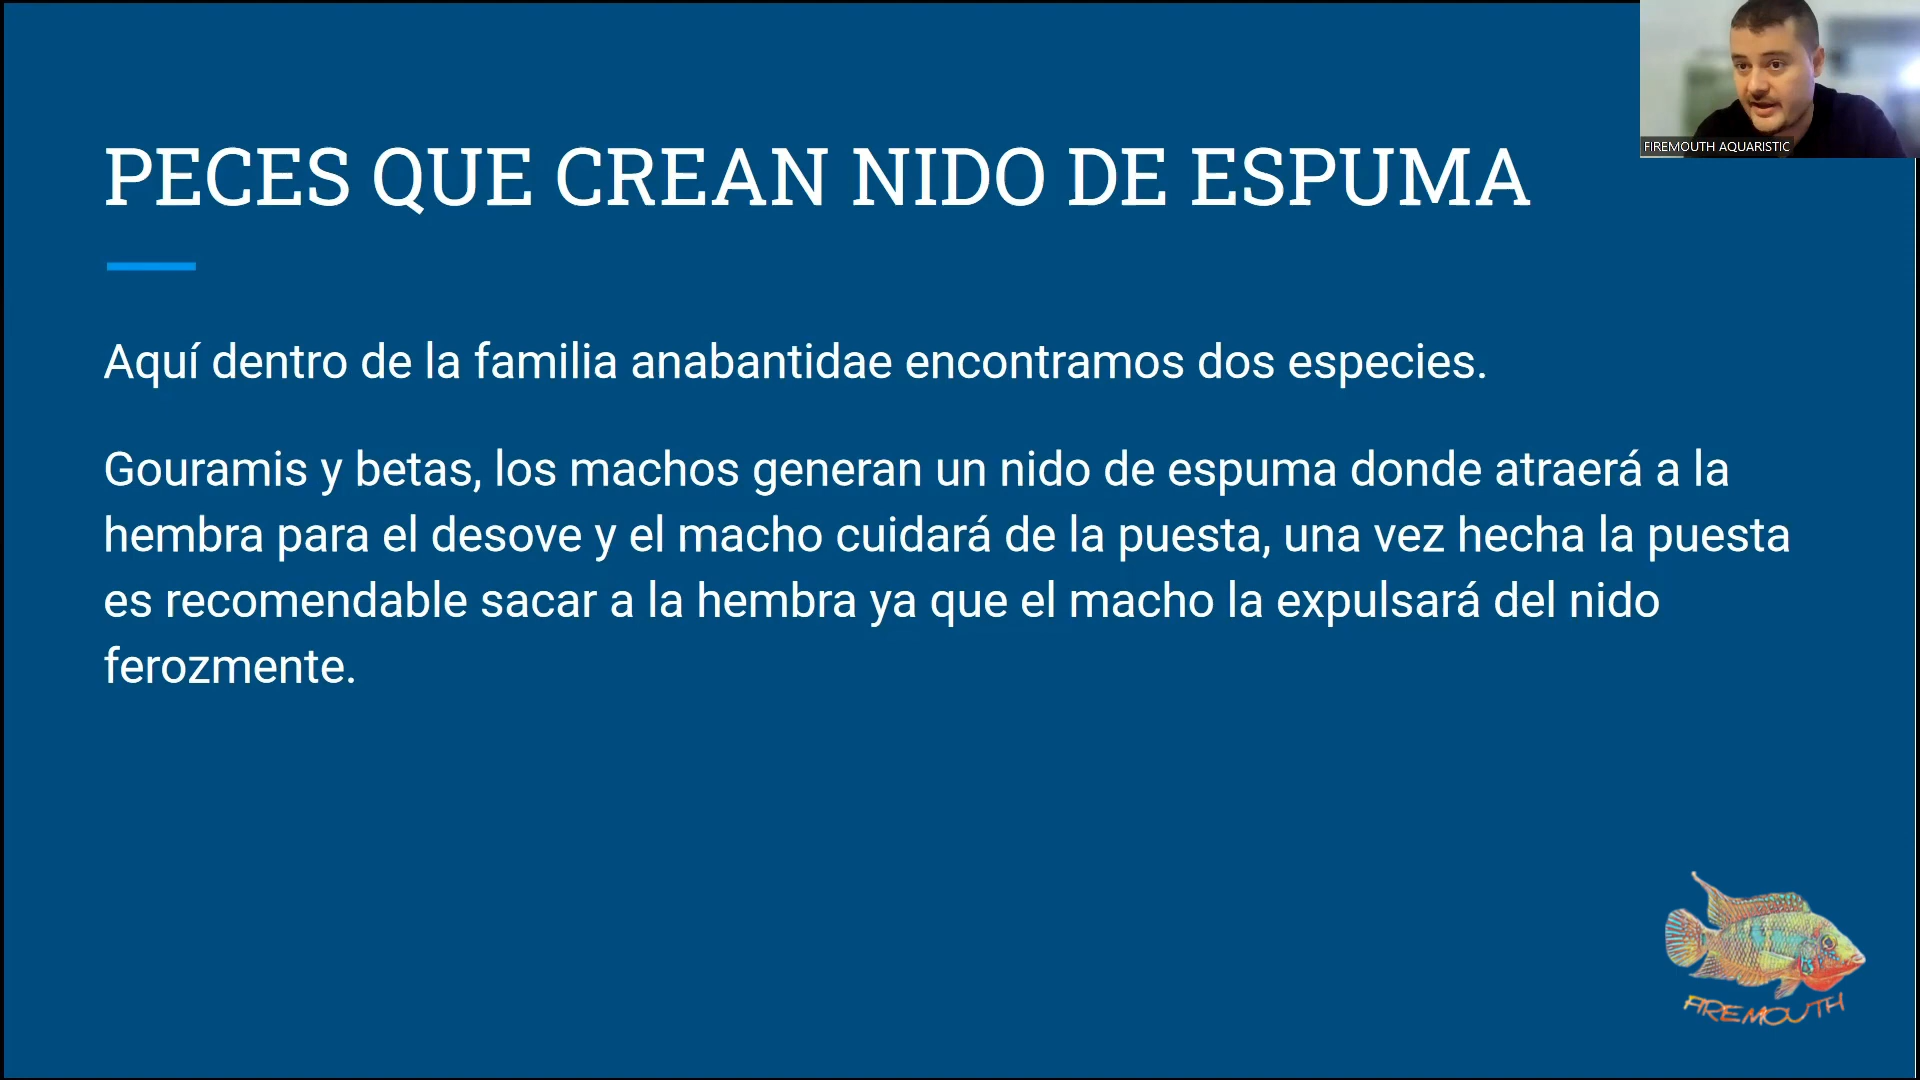 FIREMOUTH AQUARISTIC
PECES QUE CREAN NIDO DE ESPUMA
Aquí dentro de la familia anabantidae encontramos dos especies.
Gouramis y betas, los machos generan un nido de espuma donde atraerá a la
hembra para el desove y el macho cuidará de la puesta, una vez hecha la puesta
es recomendable sacar a la hembra ya que el macho la expulsará del nido
ferozmente.
FIREMOUTH